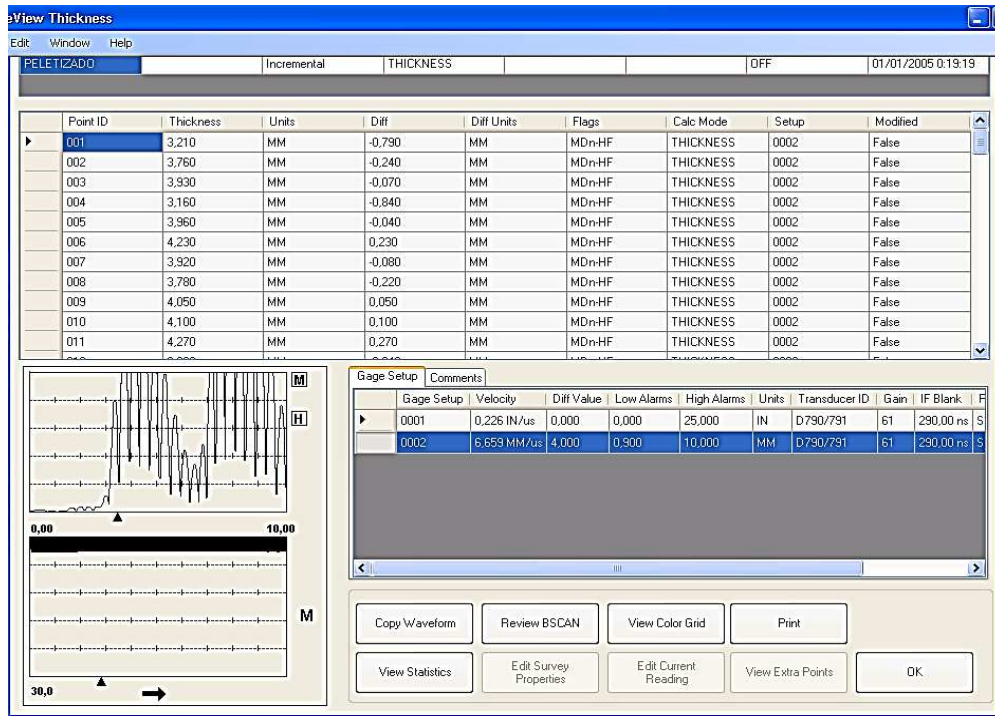 eView Thickness
Edit Window Help
PELETIZADO Incremental THICKNESS OFF 01/01/2005 0:19:19
Point ID Thickness Units Diff Diff Units Flags Calc Mode Setup Modified
001 3,210 MM -0,790 MM MDn-HF THICKNESS 0002 False
002 3,760 MM -0,240 MM MDn-HF THICKNESS 0002 False
003 3,930 MM -0,070 MM MDn-HF THICKNESS 0002 False
004 3,160 MM -0,840 MM MDn-HF THICKNESS 0002 False
005 3,960 MM -0,040 MM MDn-HF THICKNESS 0002 False
006 4,230 MM 0,230 MM MDn-HF THICKNESS 0002 False
007 3,920 MM -0,080 MM MDn-HF THICKNESS 0002 False
008 3,780 MM -0,220 MM MDn-HF THICKNESS 0002 False
009 4,050 MM 0,050 MM MDn-HF THICKNESS 0002 False
010 4,100 MM 0,100 MM MDn-HF THICKNESS 0002 False
011 4,270 MM 0,270 MM MDn-HF THICKNESS 0002 False
M
H
0,00 10,00
M
30,0
Gage Setup Comments
Gage Setup Velocity Diff Value Low Alarms High Alarms Units Transducer ID Gain IF Blank F
0001 0,226 IN/us 0,000 0,000 25,000 IN D790/791 61 290,00 ns S
0002 6,659 MM/us 4,000 0,900 10,000 MM D790/791 61 290,00 ns S
Copy Waveform Review BSCAN View Color Grid Print
View Statistics Edit Survey Properties Edit Current Reading View Extra Points OK